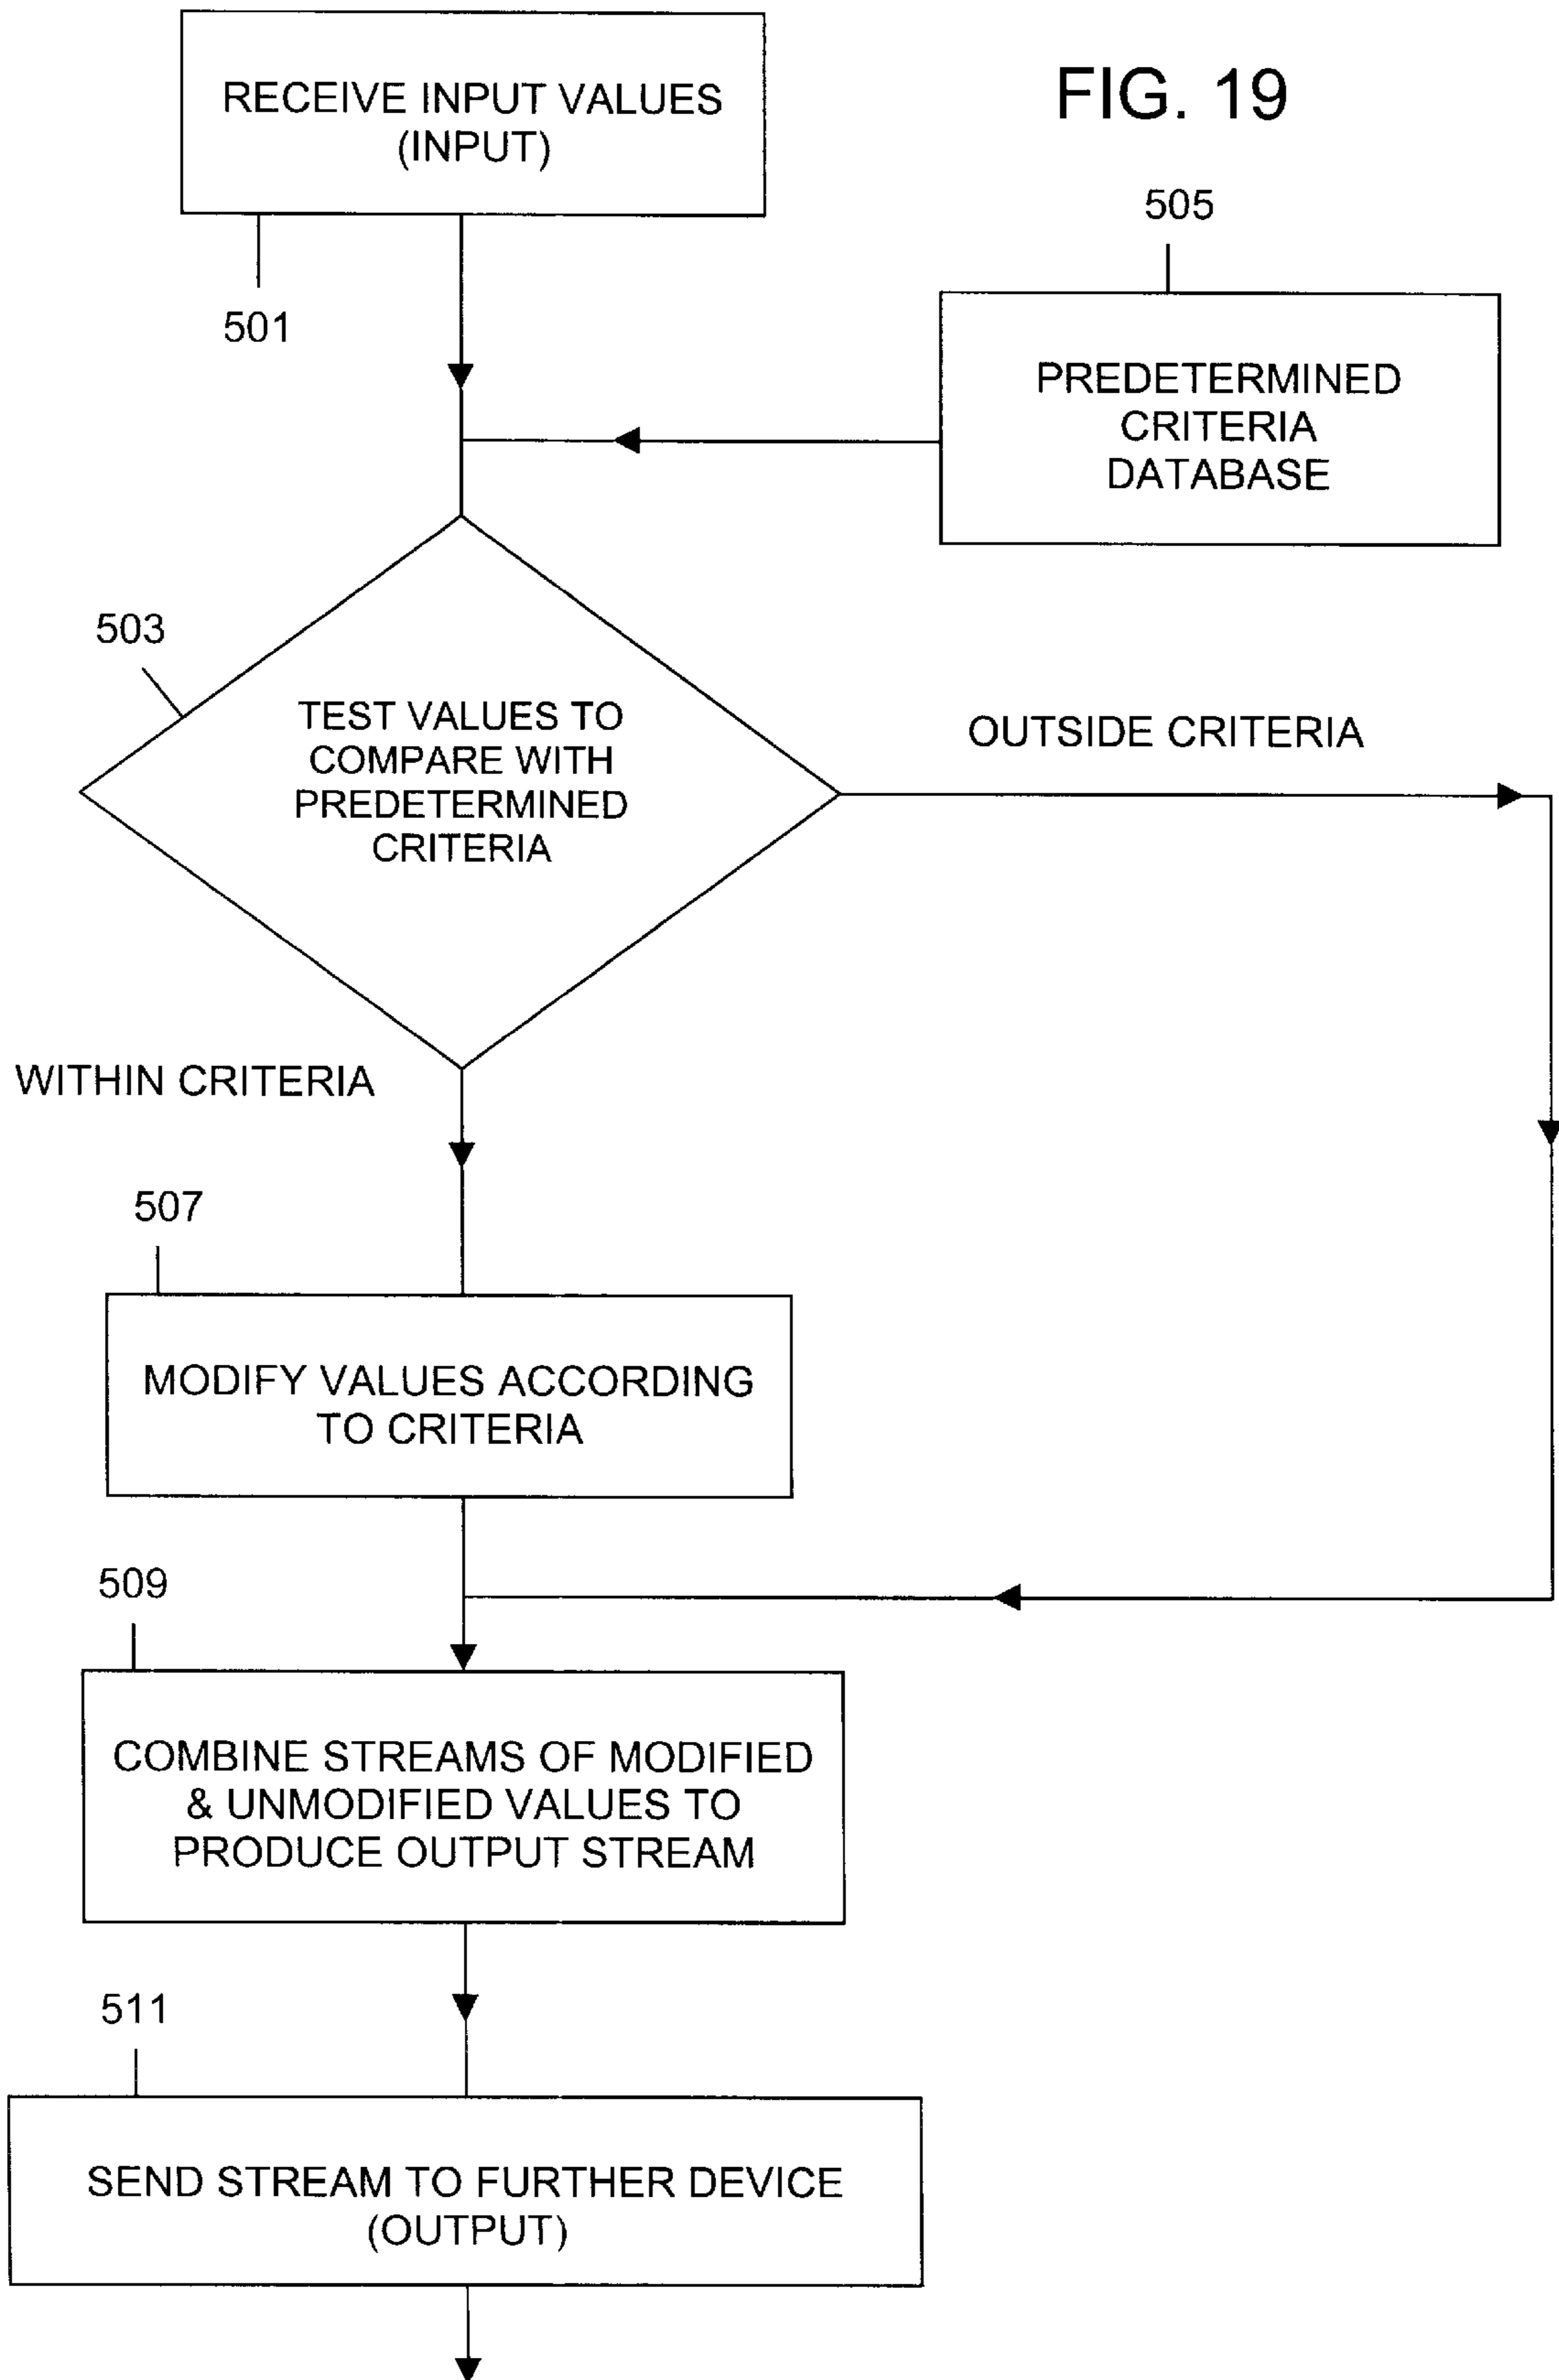 RECEIVE INPUT VALUES
(INPUT)
FIG. 19
505
501
PREDETERMINED
CRITERIA
DATABASE
503
TEST VALUES TO
COMPARE WITH
PREDETERMINED
CRITERIA
OUTSIDE CRITERIA
WITHIN CRITERIA
507
MODIFY VALUES ACCORDING
TO CRITERIA
509
COMBINE STREAMS OF MODIFIED
& UNMODIFIED VALUES TO
PRODUCE OUTPUT STREAM
511
SEND STREAM TO FURTHER DEVICE
(OUTPUT)